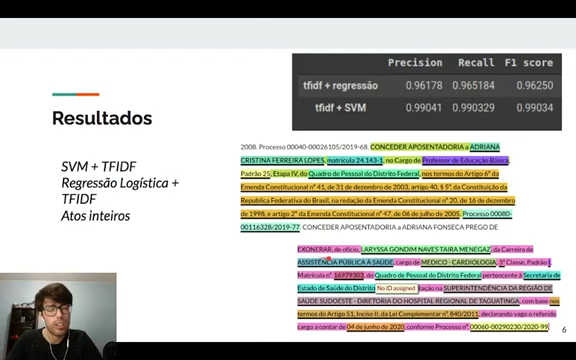 Precision Recall F1 score
tfidf + regrassão 0.96178 0.965184 0.96250
tfidf + SVM 0.99041 0.990329 0.99034
Resultados
SVM + TFIDF
Regressão Logística +
TFIDF
Atos inteiros
2008. Processo 00040-00026105/2019-68. CONCEDER APOSENTADORIA a ADRIANA
CRISTINA FERREIRA LOPES, matrícula 24.143-1, no Cargo de Professor de Educação Básica,
Padrão 25, Etapa IV, do Quadro de Pessoal do Distrito Federal, nos termos do Artigo 6º da
Emenda Constitucional nº 41, de 31 de dezembro de 2003, artigo 40, § 5º, da Constituição da
República Federativa do Brasil, na redação da Emenda Constitucional nº 20, de 16 de dezembro
de 1998, e artigo 2º da Emenda Constitucional nº 47, de 06 de julho de 2005. Processo 00080-
00116328/2019-77. CONCEDER APOSENTADORIA a ADRIANA FONSECA PREGO DE
EXONERAR, de ofício, LARYSSA GONDIM NAVES TAIRA MENEGAZ, da Carreira de
ASSISTÊNCIA PÚBLICA À SAÚDE, cargo de MEDICO - CARDIOLOGIA, 3ª Classe, Padrão I,
Matrícula nº 16979303, do Quadro de Pessoal do Distrito Federal pertencente à Secretaria de
Estado de Saúde do Distrito No ID assigned tação na SUPERINTENDÊNCIA DA REGIÃO DE
SAÚDE SUDOESTE - DIRETORIA DO HOSPITAL REGIONAL DE TAGUATINGA, com base nos
termos do Artigo 51, Inciso II, da Lei Complementar nº 840/2011, declarando vago o referido
cargo a contar de 04 de junho de 2020, conforme Processo nº 00060-00290230/2020-99
6